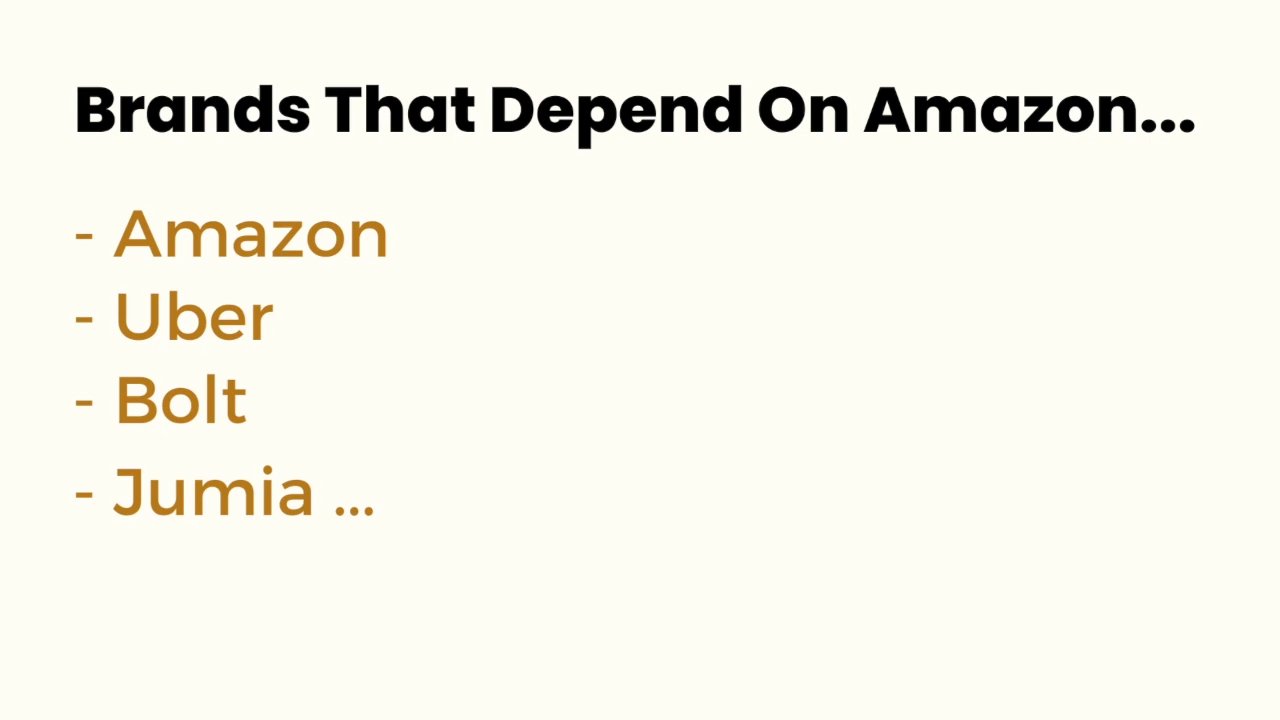 Brands That Depend On Amazon...
- Amazon
- Uber
- Bolt
- Jumia ...